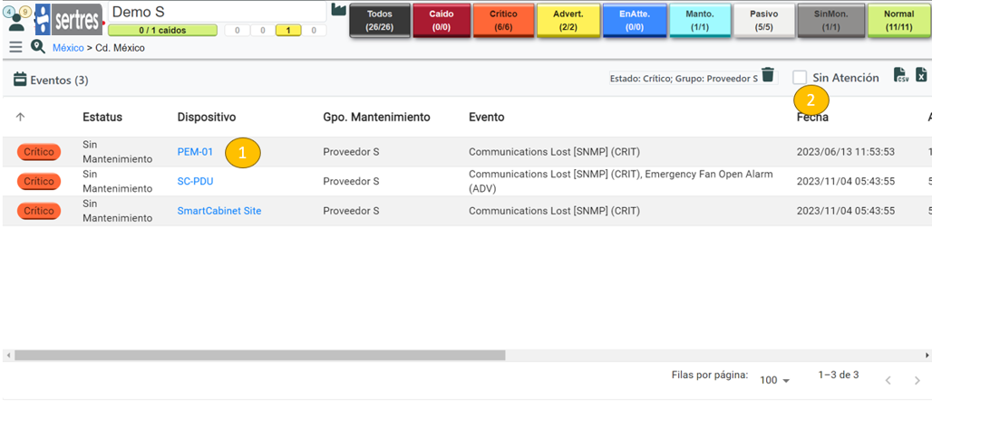 4 9
sertres
Demo S
0 / 1 caidos
0 0 1 0
Todos
(26/26)
Caido
(0/0)
Critico
(6/6)
Advert.
(2/2)
EnAtte.
(0/0)
Manto.
(1/1)
Pasivo
(5/5)
SinMon.
(1/1)
Normal
(11/11)
México > Cd. México
Eventos (3)
Estado: Crítico; Grupo: Proveedor S
Sin Atención
CSV
X
2
Estatus Dispositivo Gpo. Mantenimiento Evento Fecha A
Crítico
Sin
Mantenimiento
PEM-01
1
Proveedor S
Communications Lost [SNMP] (CRIT)
2023/06/13 11:53:53
1
Crítico
Sin
Mantenimiento
SC-PDU
Proveedor S
Communications Lost [SNMP] (CRIT), Emergency Fan Open Alarm
(ADV)
2023/11/04 05:43:55
5
Crítico
Sin
Mantenimiento
SmartCabinet Site
Proveedor S
Communications Lost [SNMP] (CRIT)
2023/11/04 05:43:55
5
Filas por página: 100 1–3 de 3